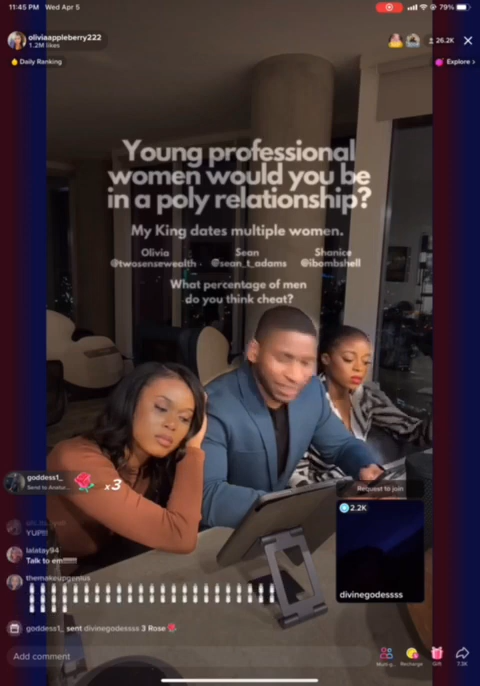 11:45 PM Wed Apr 5
79%
oliviaappleberry222
1.2M likes
26.2K
Daily Ranking
Explore >
Young professional
women would you be
in a poly relationship?
My King dates multiple women.
Olivia Sean Shanice
@twosensewealth · @sean_t_adams @ibombshell
What percentage of men
do you think cheat?
goddess1_
x3
Request to join
2.2K
YUP!!!
lalalay94
Talk to em!!!!!!!
themakeupgenius
divinegodessss
goddess1_ sent divinegodessss 3 Rose
Add comment
Multi-g...
Recharge
Gift
7.3K